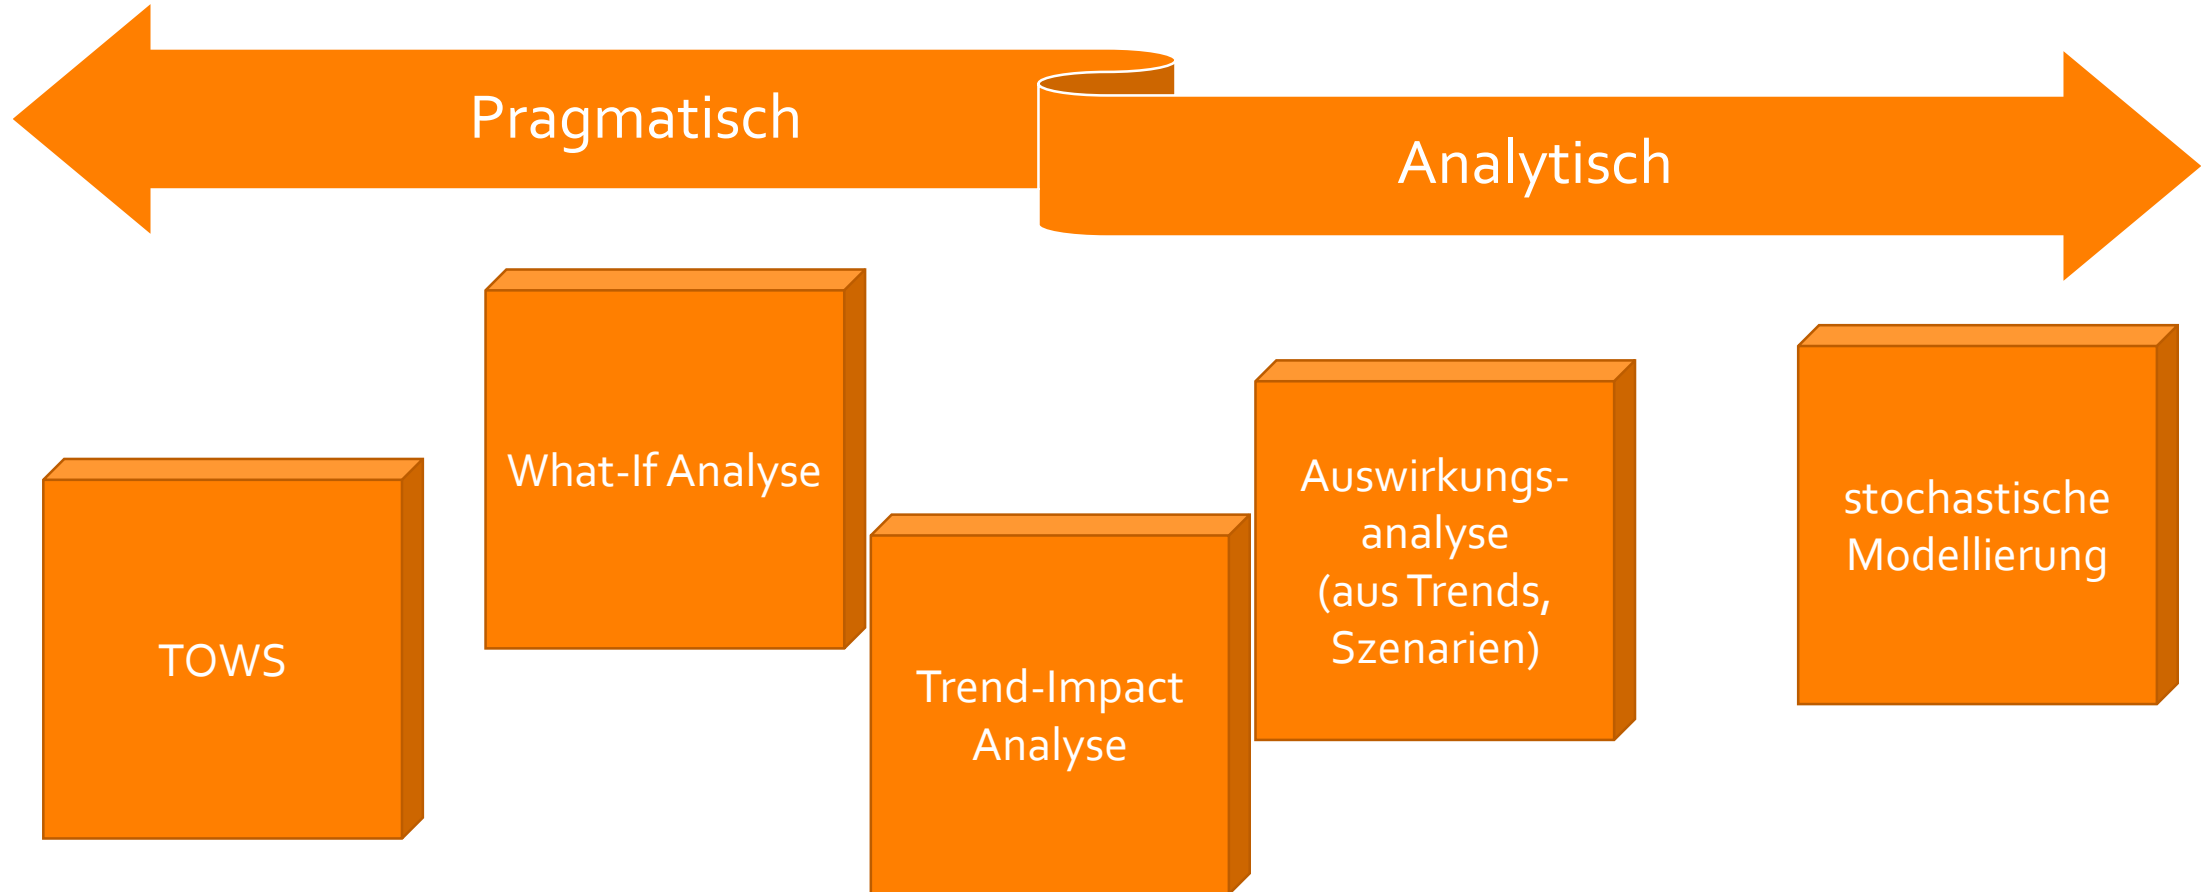 Pragmatisch
Analytisch
TOWS
What-If Analyse
Trend-Impact
Analyse
Auswirkungs-
analyse
(aus Trends,
Szenarien)
stochastische
Modellierung